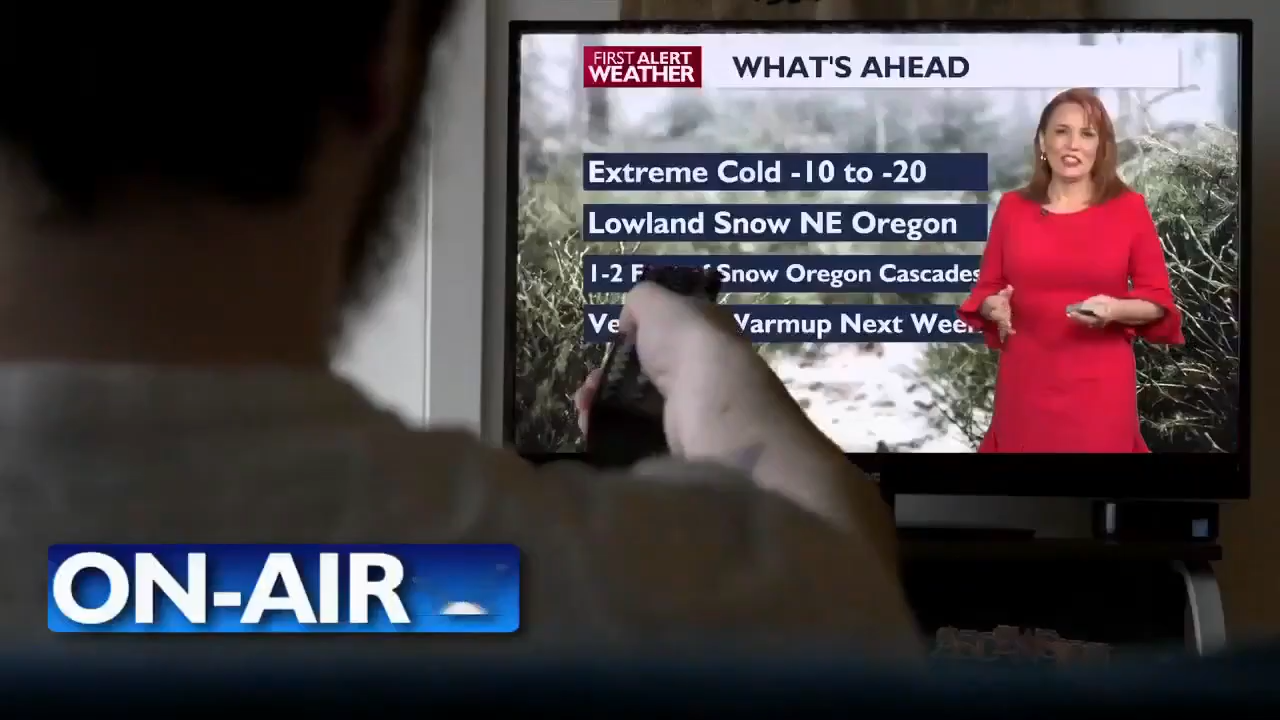 FIRST ALERT
WEATHER
WHAT'S AHEAD
Extreme Cold -10 to -20
Lowland Snow NE Oregon
1-2 Snow Oregon Cascades
Next Week
ON-AIR